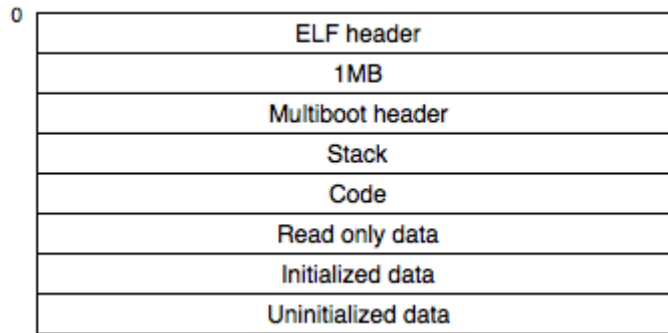 0
ELF header
1MB
Multiboot header
Stack
Code
Read only data
Initialized data
Uninitialized data